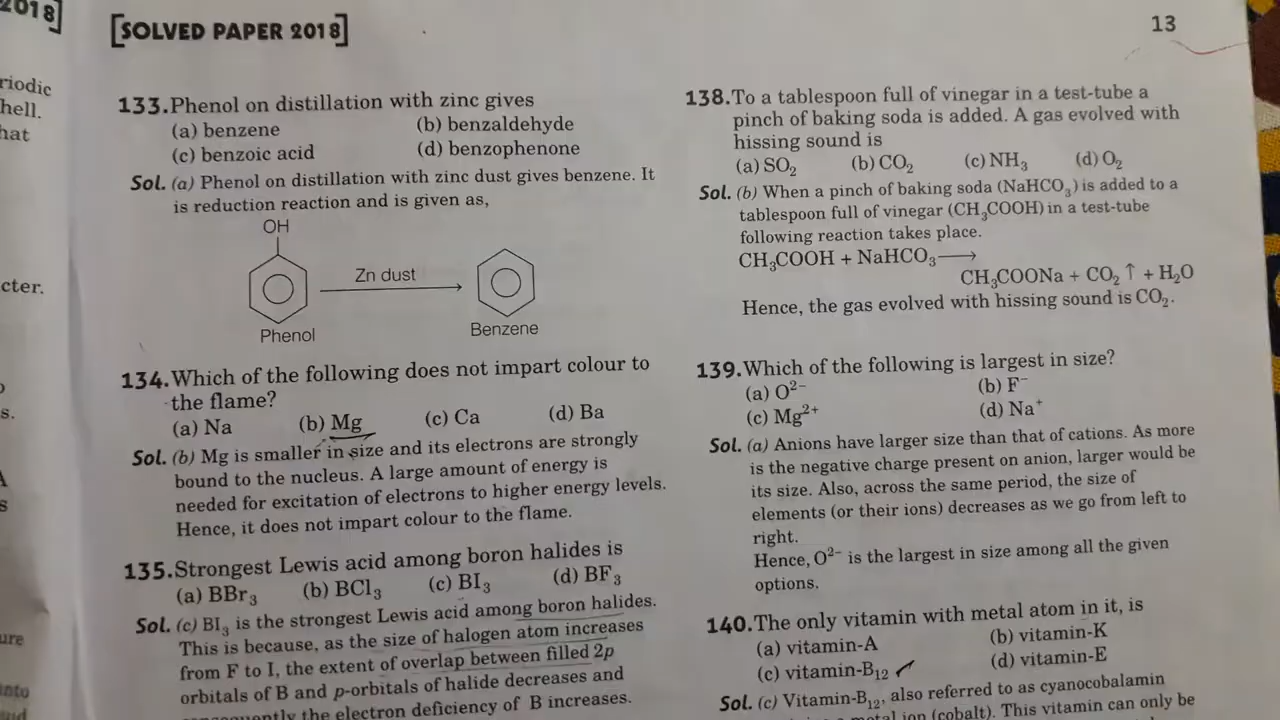 2018]
[SOLVED PAPER 2018]
13
riodic
hell.
hat
cter.
s.
s
ure
133.Phenol on distillation with zinc gives
(a) benzene (b) benzaldehyde
(c) benzoic acid (d) benzophenone
Sol. (a) Phenol on distillation with zinc dust gives benzene. It
is reduction reaction and is given as,
OH
Zn dust
Phenol Benzene
134.Which of the following does not impart colour to
the flame?
(a) Na (b) Mg (c) Ca (d) Ba
Sol. (b) Mg is smaller in size and its electrons are strongly
bound to the nucleus. A large amount of energy is
needed for excitation of electrons to higher energy levels.
Hence, it does not impart colour to the flame.
135.Strongest Lewis acid among boron halides is
(a) BBr₃ (b) BCl₃ (c) BI₃ (d) BF₃
Sol. (c) BI₃ is the strongest Lewis acid among boron halides.
This is because, as the size of halogen atom increases
from F to I, the extent of overlap between filled 2p
orbitals of B and p-orbitals of halide decreases and
the electron deficiency of B increases.
138.To a tablespoon full of vinegar in a test-tube a
pinch of baking soda is added. A gas evolved with
hissing sound is
(a) SO₂ (b) CO₂ (c) NH₃ (d) O₂
Sol. (b) When a pinch of baking soda (NaHCO₃) is added to a
tablespoon full of vinegar (CH₃COOH) in a test-tube
following reaction takes place.
CH₃COOH + NaHCO₃ ⟶
CH₃COONa + CO₂ ↑ + H₂O
Hence, the gas evolved with hissing sound is CO₂.
139.Which of the following is largest in size?
(a) O²⁻ (b) F⁻
(c) Mg²⁺ (d) Na⁺
Sol. (a) Anions have larger size than that of cations. As more
is the negative charge present on anion, larger would be
its size. Also, across the same period, the size of
elements (or their ions) decreases as we go from left to
right.
Hence, O²⁻ is the largest in size among all the given
options.
140.The only vitamin with metal atom in it, is
(a) vitamin-A (b) vitamin-K
(c) vitamin-B₁₂ (d) vitamin-E
Sol. (c) Vitamin-B₁₂, also referred to as cyanocobalamin
ion (cobalt). This vitamin can only be